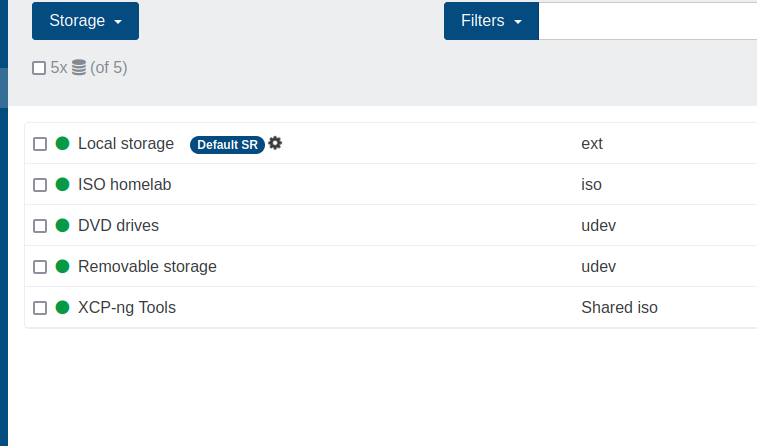 Storage
Filters
5x (of 5)
Local storage Default SR ext
ISO homelab iso
DVD drives udev
Removable storage udev
XCP-ng Tools Shared iso